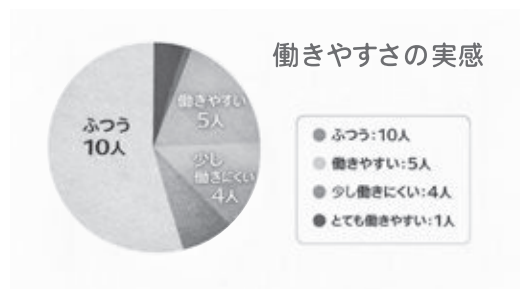 働きやすさの実感
ふつう
10人
働きやすい
5人
少し
働きにくい
4人
ふつう:10人
働きやすい:5人
少し働きにくい:4人
とても働きやすい:1人